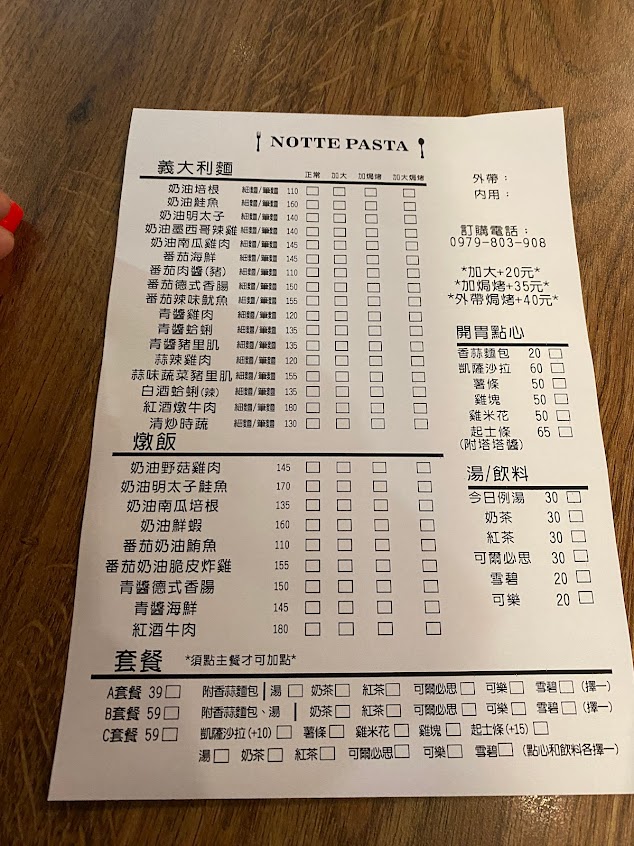 NOTTE PASTA
義大利麵 正常 加大 加焗烤 加大焗烤
奶油培根 細麵/筆麵 110
奶油鮭魚 細麵/筆麵 160
奶油明太子 細麵/筆麵 140
奶油墨西哥辣雞 細麵/筆麵 140
奶油南瓜雞肉 細麵/筆麵 145
番茄海鮮 細麵/筆麵 145
番茄肉醬(豬) 細麵/筆麵 110
番茄德式香腸 細麵/筆麵 150
番茄辣味魷魚 細麵/筆麵 155
青醬雞肉 細麵/筆麵 120
青醬蛤蜊 細麵/筆麵 135
青醬豬里肌 細麵/筆麵 135
蒜辣雞肉 細麵/筆麵 120
蒜味蔬菜豬里肌 細麵/筆麵 155
白酒蛤蜊(辣) 細麵/筆麵 135
紅酒燉牛肉 細麵/筆麵 180
清炒時蔬 細麵/筆麵 130
燉飯
奶油野菇雞肉 145
奶油明太子鮭魚 170
奶油南瓜培根 135
奶油鮮蝦 160
番茄奶油鮪魚 110
番茄奶油脆皮炸雞 155
青醬德式香腸 150
青醬海鮮 145
紅酒牛肉 180
外帶：
內用：
訂購電話：
0979-803-908
*加大+20元*
*加焗烤+35元*
*外帶焗烤+40元*
開胃點心
香蒜麵包 20
凱薩沙拉 60
薯條 50
雞塊 50
雞米花 50
起士條 65
(附塔塔醬)
湯/飲料
今日例湯 30
奶茶 30
紅茶 30
可爾必思 30
雪碧 20
可樂 20
套餐 *須點主餐才可加點*
A套餐 39 附香蒜麵包 | 湯 奶茶 紅茶 可爾必思 可樂 雪碧 (擇一)
B套餐 59 附香蒜麵包、湯 | 奶茶 紅茶 可爾必思 可樂 雪碧 (擇一)
C套餐 59 凱薩沙拉(+10) 薯條 雞米花 雞塊 起士條(+15)
湯 奶茶 紅茶 可爾必思 可樂 雪碧 (點心和飲料各擇一)